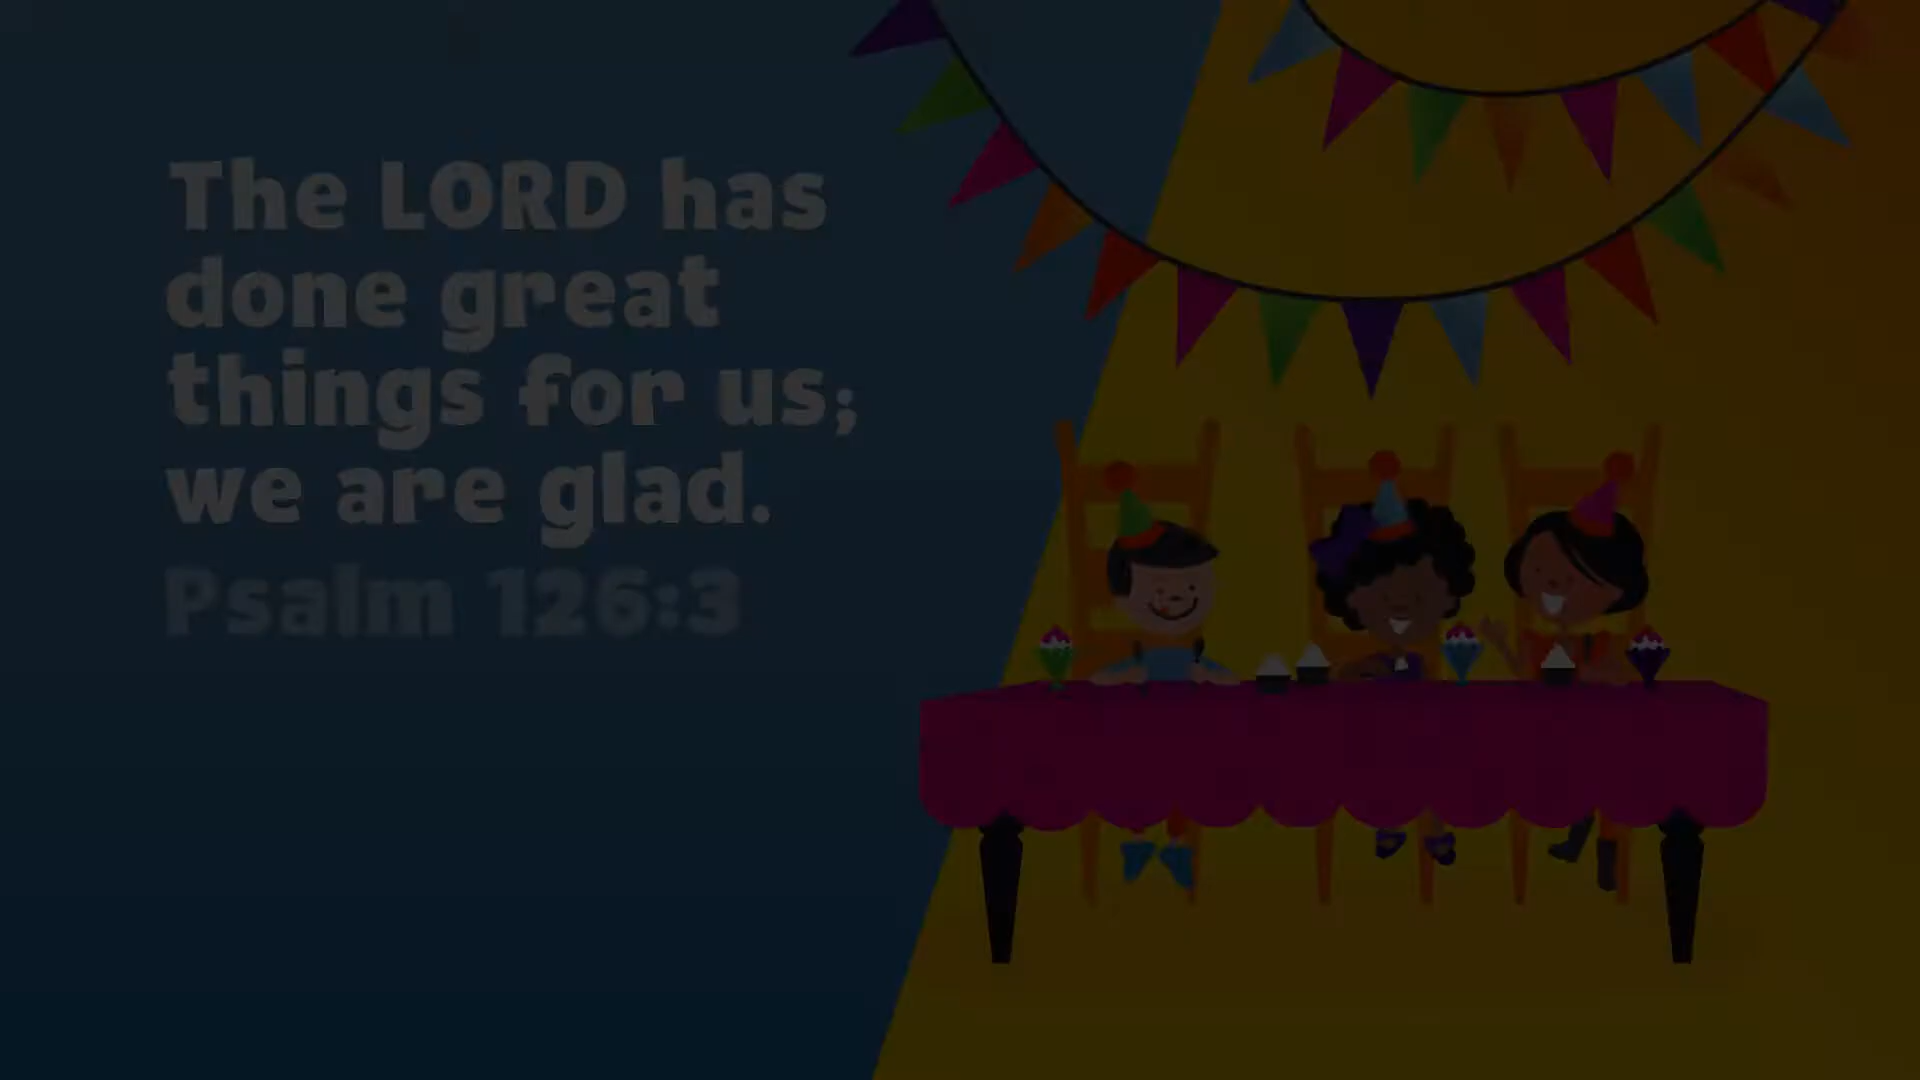 The LORD has
done great
things for us;
we are glad.
Psalm 126:3